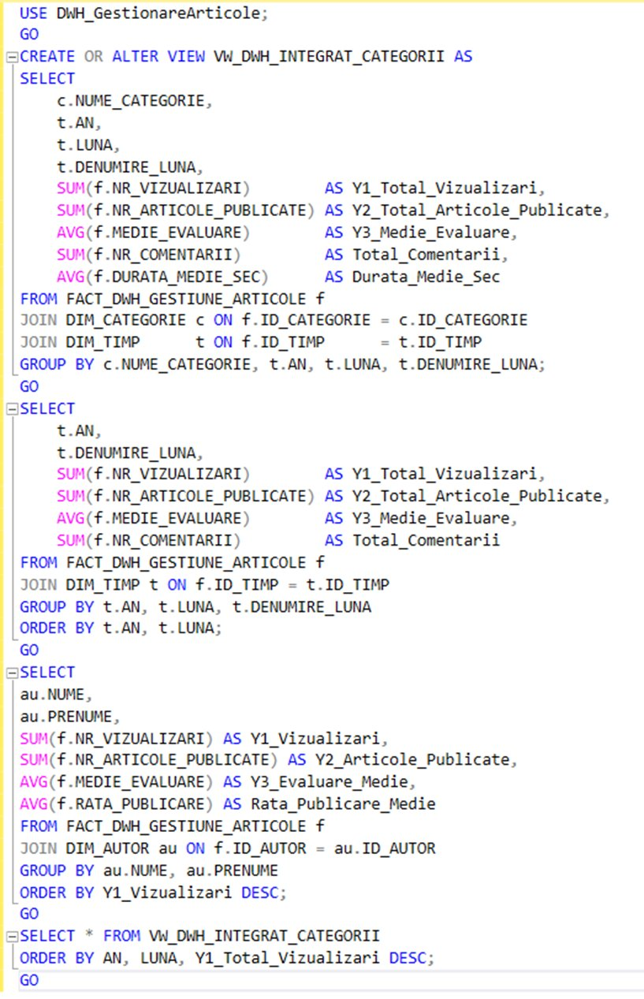 USE DWH_GestionareArticole;
GO
CREATE OR ALTER VIEW VW_DWH_INTEGRAT_CATEGORII AS
SELECT
    c.NUME_CATEGORIE,
    t.AN,
    t.LUNA,
    t.DENUMIRE_LUNA,
    SUM(f.NR_VIZUALIZARI)        AS Y1_Total_Vizualizari,
    SUM(f.NR_ARTICOLE_PUBLICATE) AS Y2_Total_Articole_Publicate,
    AVG(f.MEDIE_EVALUARE)        AS Y3_Medie_Evaluare,
    SUM(f.NR_COMENTARII)         AS Total_Comentarii,
    AVG(f.DURATA_MEDIE_SEC)      AS Durata_Medie_Sec
FROM FACT_DWH_GESTIUNE_ARTICOLE f
JOIN DIM_CATEGORIE c ON f.ID_CATEGORIE = c.ID_CATEGORIE
JOIN DIM_TIMP      t ON f.ID_TIMP      = t.ID_TIMP
GROUP BY c.NUME_CATEGORIE, t.AN, t.LUNA, t.DENUMIRE_LUNA;
GO
SELECT
    t.AN,
    t.DENUMIRE_LUNA,
    SUM(f.NR_VIZUALIZARI)        AS Y1_Total_Vizualizari,
    SUM(f.NR_ARTICOLE_PUBLICATE) AS Y2_Total_Articole_Publicate,
    AVG(f.MEDIE_EVALUARE)        AS Y3_Medie_Evaluare,
    SUM(f.NR_COMENTARII)         AS Total_Comentarii
FROM FACT_DWH_GESTIUNE_ARTICOLE f
JOIN DIM_TIMP t ON f.ID_TIMP = t.ID_TIMP
GROUP BY t.AN, t.LUNA, t.DENUMIRE_LUNA
ORDER BY t.AN, t.LUNA;
GO
SELECT
au.NUME,
au.PRENUME,
SUM(f.NR_VIZUALIZARI) AS Y1_Vizualizari,
SUM(f.NR_ARTICOLE_PUBLICATE) AS Y2_Articole_Publicate,
AVG(f.MEDIE_EVALUARE) AS Y3_Evaluare_Medie,
AVG(f.RATA_PUBLICARE) AS Rata_Publicare_Medie
FROM FACT_DWH_GESTIUNE_ARTICOLE f
JOIN DIM_AUTOR au ON f.ID_AUTOR = au.ID_AUTOR
GROUP BY au.NUME, au.PRENUME
ORDER BY Y1_Vizualizari DESC;
GO
SELECT * FROM VW_DWH_INTEGRAT_CATEGORII
ORDER BY AN, LUNA, Y1_Total_Vizualizari DESC;
GO